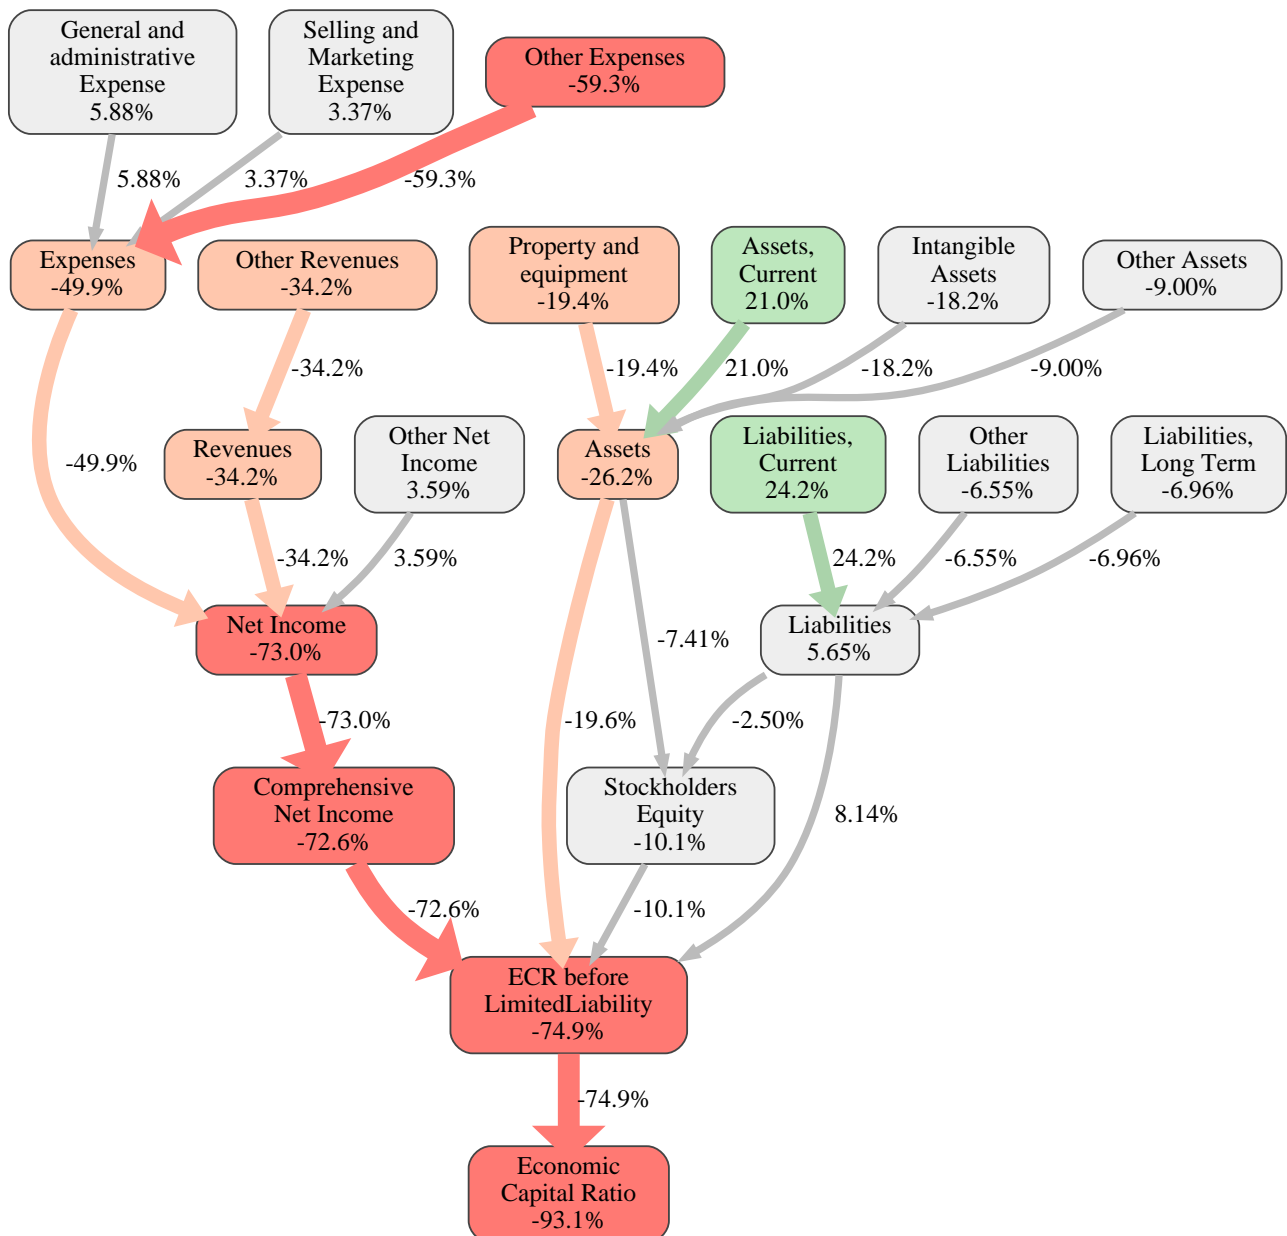 General and
administrative
Expense
5.88%
Selling and
Marketing
Expense
3.37%
Other Expenses
-59.3%
5.88%
3.37%
-59.3%
Expenses
-49.9%
Other Revenues
-34.2%
Property and
equipment
-19.4%
Assets,
Current
21.0%
Intangible
Assets
-18.2%
Other Assets
-9.00%
-34.2%
-19.4%
21.0%
-18.2%
-9.00%
-49.9%
Revenues
-34.2%
Other Net
Income
3.59%
Assets
-26.2%
Liabilities,
Current
24.2%
Other
Liabilities
-6.55%
Liabilities,
Long Term
-6.96%
-34.2%
3.59%
24.2%
-6.55%
-6.96%
Net Income
-73.0%
-7.41%
Liabilities
5.65%
-73.0%
-19.6%
-2.50%
Comprehensive
Net Income
-72.6%
Stockholders
Equity
-10.1%
8.14%
-72.6%
-10.1%
ECR before
LimitedLiability
-74.9%
-74.9%
Economic
Capital Ratio
-93.1%